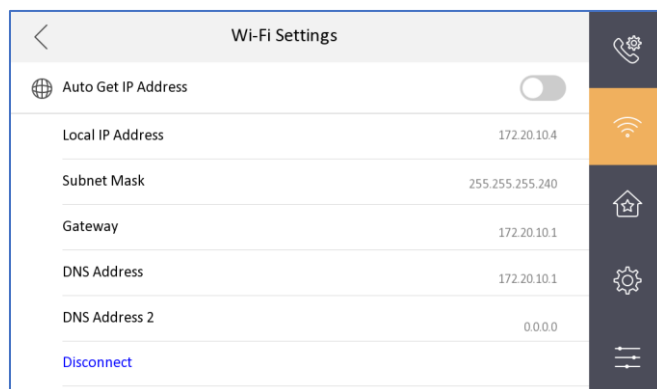 Wi-Fi Settings
Auto Get IP Address
Local IP Address 172.20.10.4
Subnet Mask 255.255.255.240
Gateway 172.20.10.1
DNS Address 172.20.10.1
DNS Address 2 0.0.0.0
Disconnect